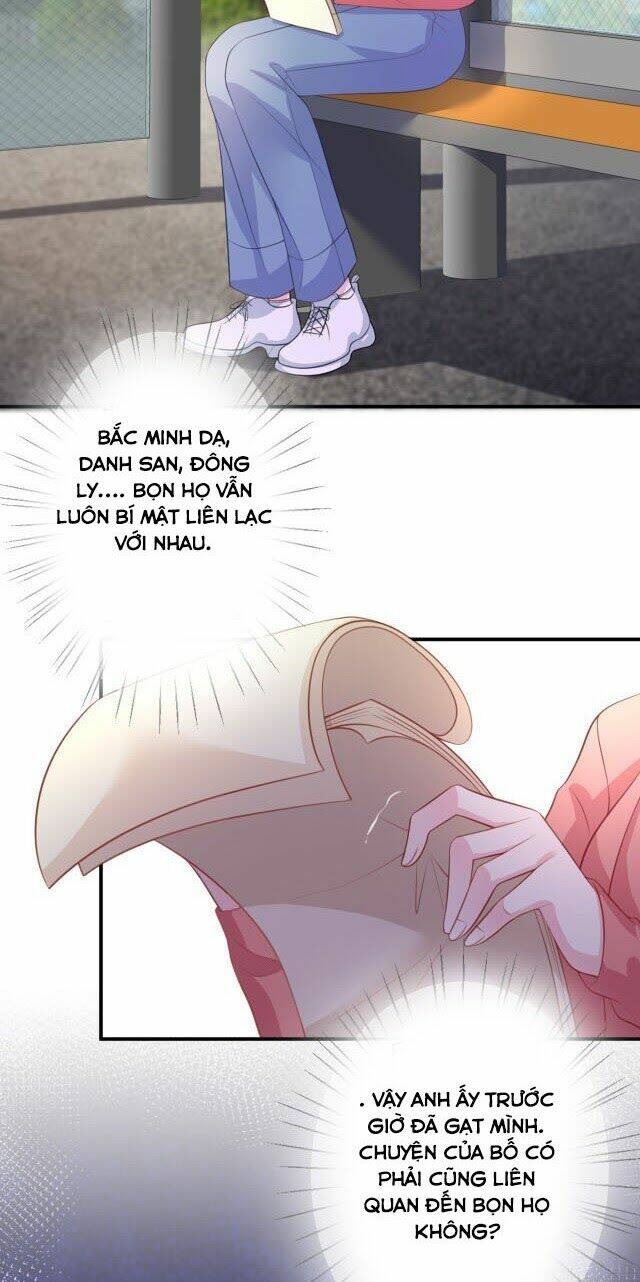 BẮC MINH DẠ,
DANH SAN, ĐÔNG
LY.... BỌN HỌ VẪN
LUÔN BÍ MẬT LIÊN LẠC
VỚI NHAU.
. VẬY ANH ẤY TRƯỚC
GIỜ ĐÃ GẠT MÌNH.
CHUYỆN CỦA BỐ CÓ
PHẢI CŨNG LIÊN
QUAN ĐẾN BỌN HỌ
KHÔNG?